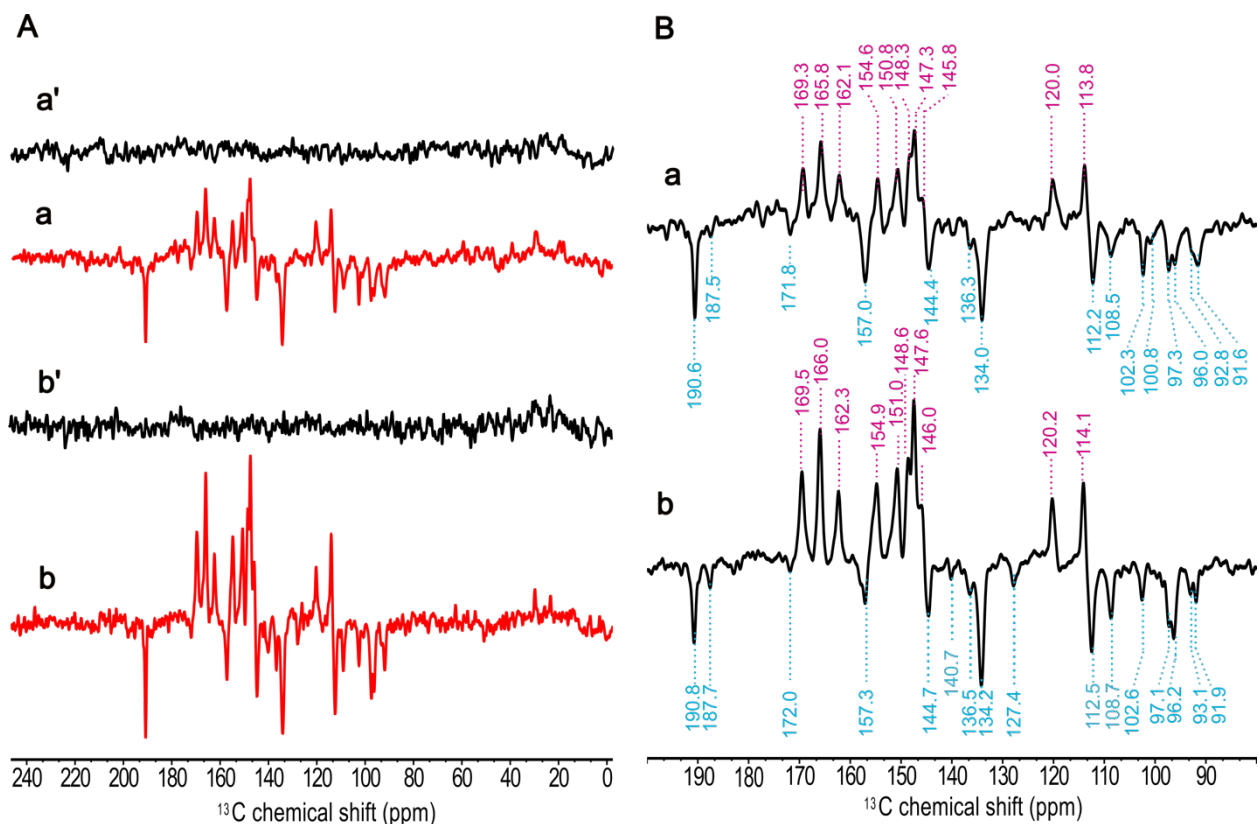 A
a'
a
b'
b
240 220 200 180 160 140 120 100 80 60 40 20 0
¹³C chemical shift (ppm)
B
a
169.3 165.8 162.1 154.6 150.8 148.3 147.3 145.8 120.0 113.8
190.6 187.5 171.8 157.0 144.4 136.3 134.0 112.2 108.5 102.3 100.8 97.3 96.0 92.8 91.6
b
169.5 166.0 162.3 154.9 151.0 148.6 147.6 146.0 120.2 114.1
190.8 187.7 172.0 157.3 144.7 140.7 136.5 134.2 127.4 112.5 108.7 102.6 97.1 96.2 93.1 91.9
190 180 170 160 150 140 130 120 110 100 90
¹³C chemical shift (ppm)